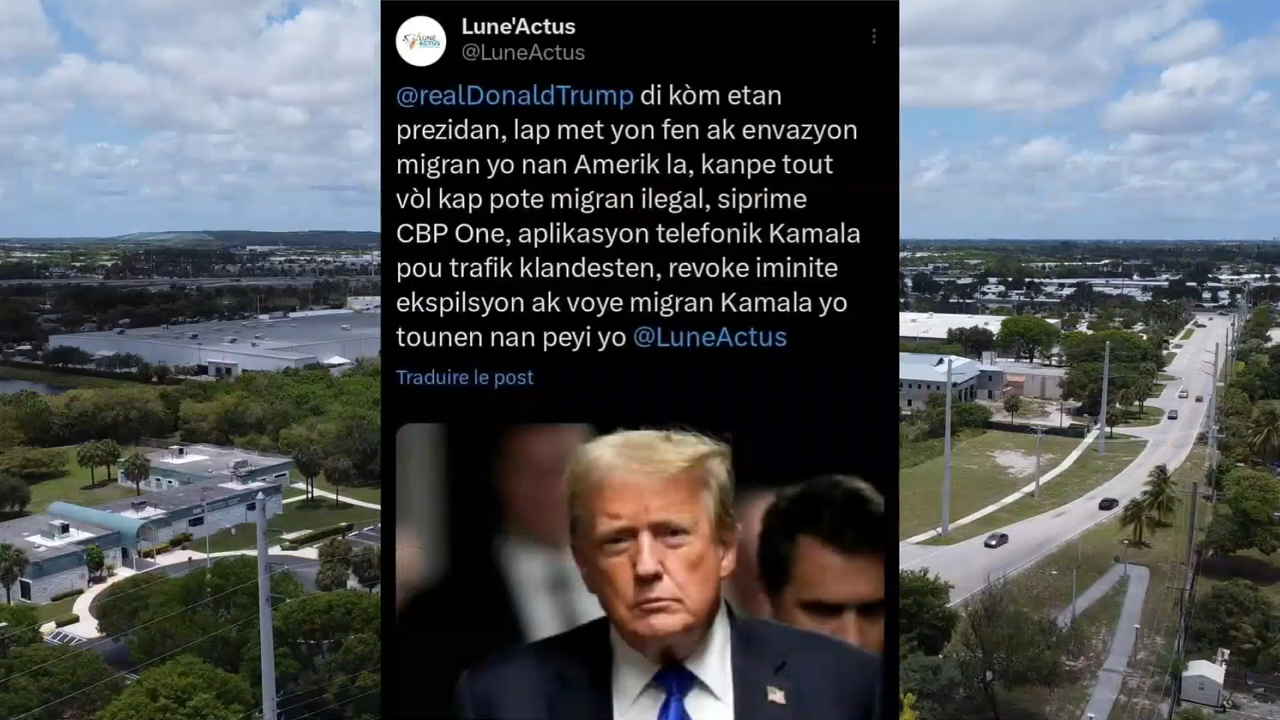 LUNE
ACTUS
Lune'Actus
@LuneActus
@realDonaldTrump di kòm etan
prezidan, lap met yon fen ak envazyon
migran yo nan Amerik la, kanpe tout
vòl kap pote migran ilegal, siprime
CBP One, aplikasyon telefonik Kamala
pou trafik klandesten, revoke iminite
ekspilsyon ak voye migran Kamala yo
tounen nan peyi yo @LuneActus
Traduire le post